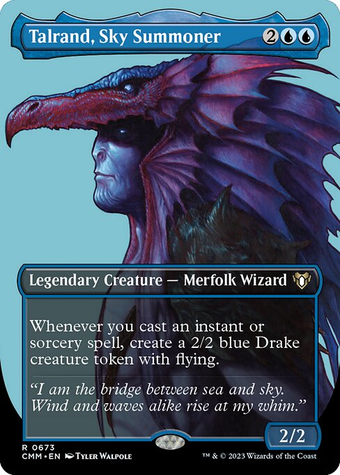 Talrand, Sky Summoner 2
Legendary Creature — Merfolk Wizard
Whenever you cast an instant or
sorcery spell, create a 2/2 blue Drake
creature token with flying.
“I am the bridge between sea and sky.
Wind and waves alike rise at my whim.”
2/2
R 0673
CMM • EN Tyler Walpole
™ & © 2023 Wizards of the Coast